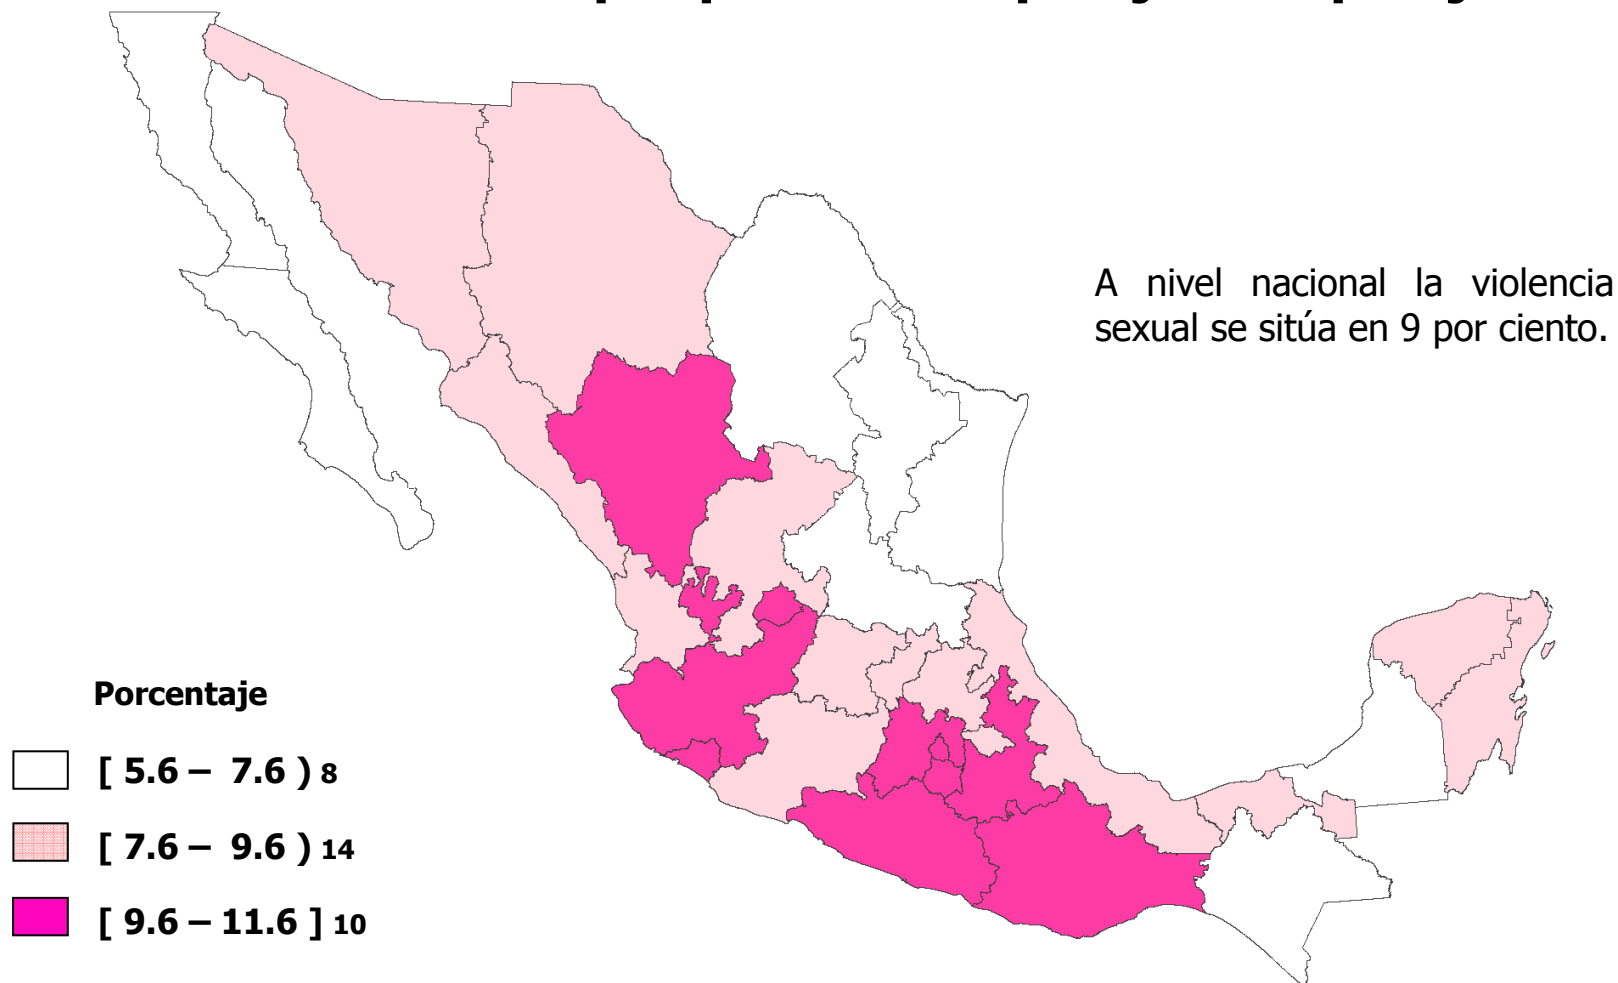 A nivel nacional la violencia
sexual se sitúa en 9 por ciento.
Porcentaje
[ 5.6 – 7.6 ) 8
[ 7.6 – 9.6 ) 14
[ 9.6 – 11.6 ] 10